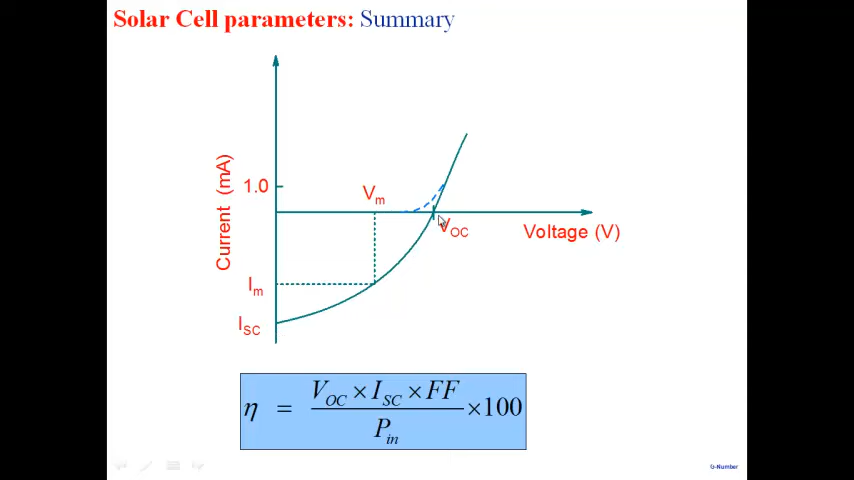 Solar Cell parameters: Summary
Current (mA)
1.0
Vm
VOC
Voltage (V)
Im
ISC
η = VOC × ISC × FF / Pin ×100